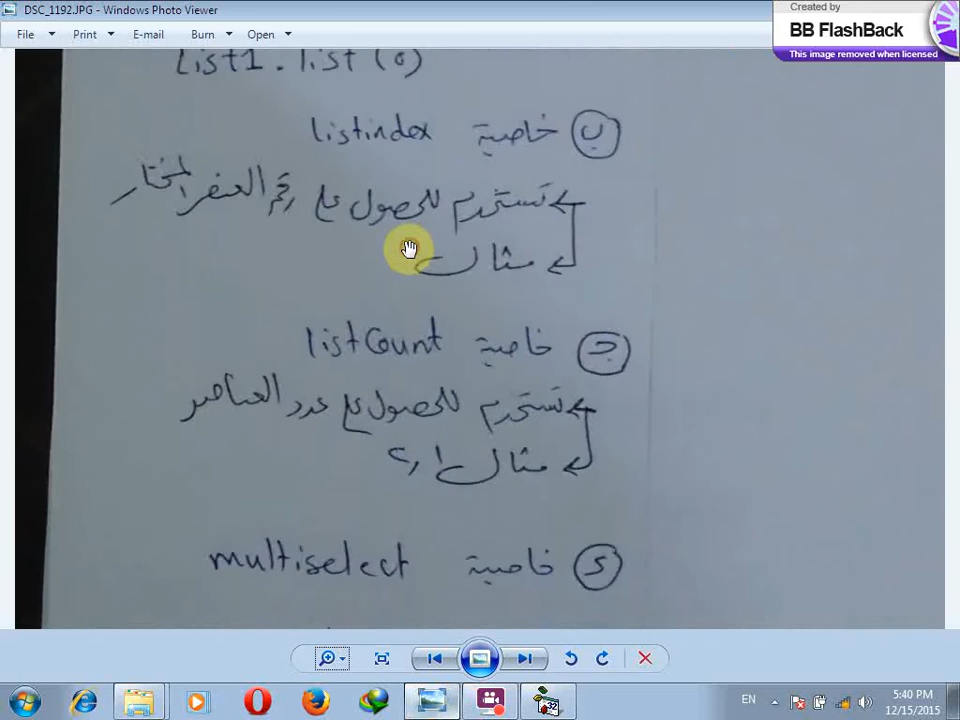 DSC_1192.JPG - Windows Photo Viewer
Created by
BB FlashBack
This image removed when licensed
File Print E-mail Burn Open
List1 . list (0)
ب خاصية listindex
تستخدم للحصول على رقم العنصر المختار
مثال
ج خاصية listCount
تستخدم للحصول على عدد العناصر
مثال ١ , ٢
د خاصية multiselect
EN
5:40 PM
12/15/2015